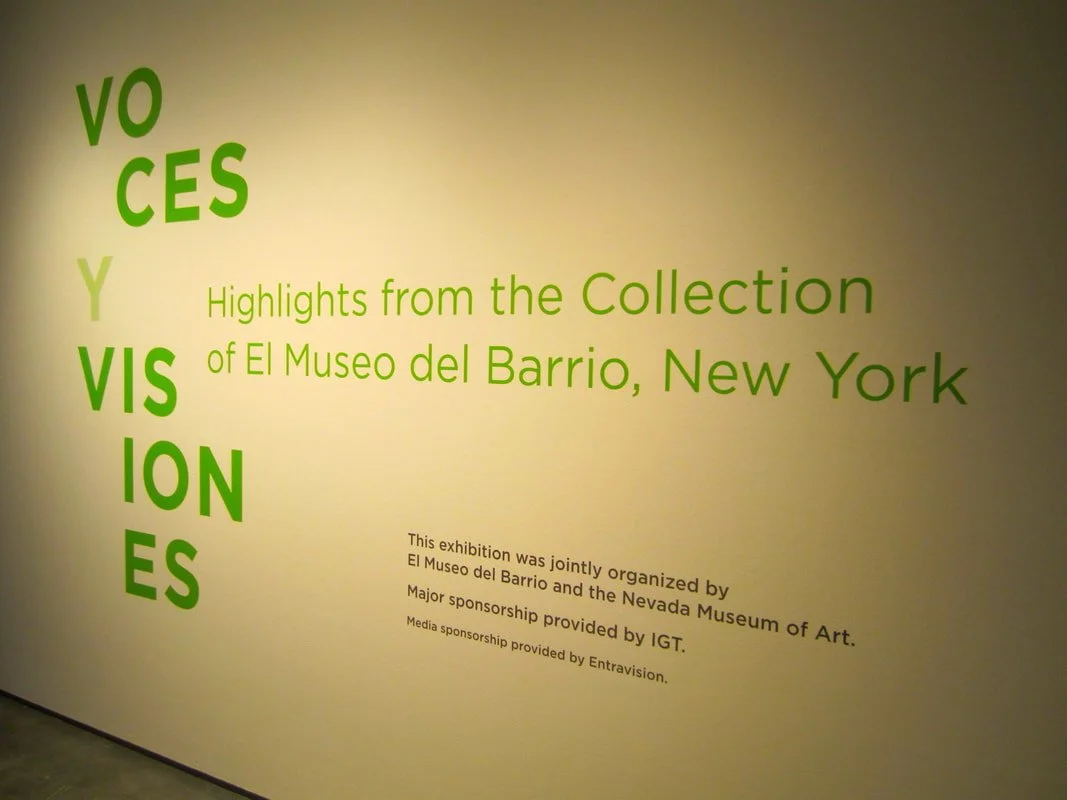 VO
CES
Y
VIS
ION
ES
Highlights from the Collection
of El Museo del Barrio, New York
This exhibition was jointly organized by
El Museo del Barrio and the Nevada Museum of Art.
Major sponsorship provided by IGT.
Media sponsorship provided by Entravision.